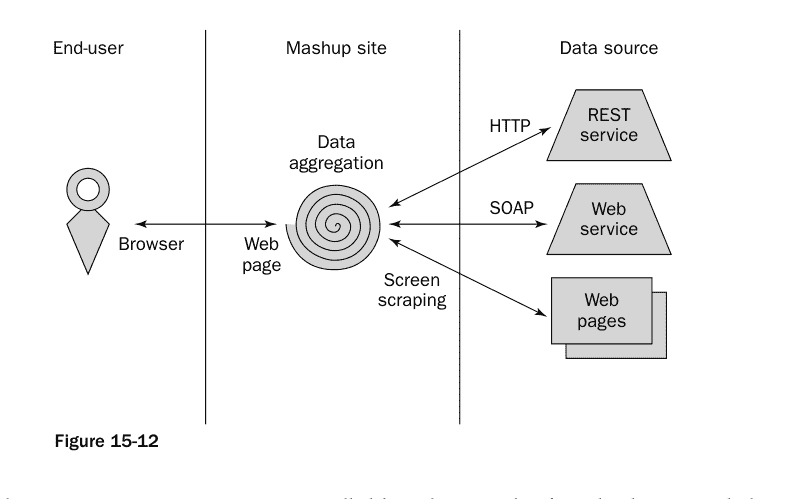 End-user
Mashup site
Data source
HTTP
REST
service
Data
aggregation
SOAP
Web
service
Browser
Web
page
Screen
scraping
Web
pages
Figure 15-12